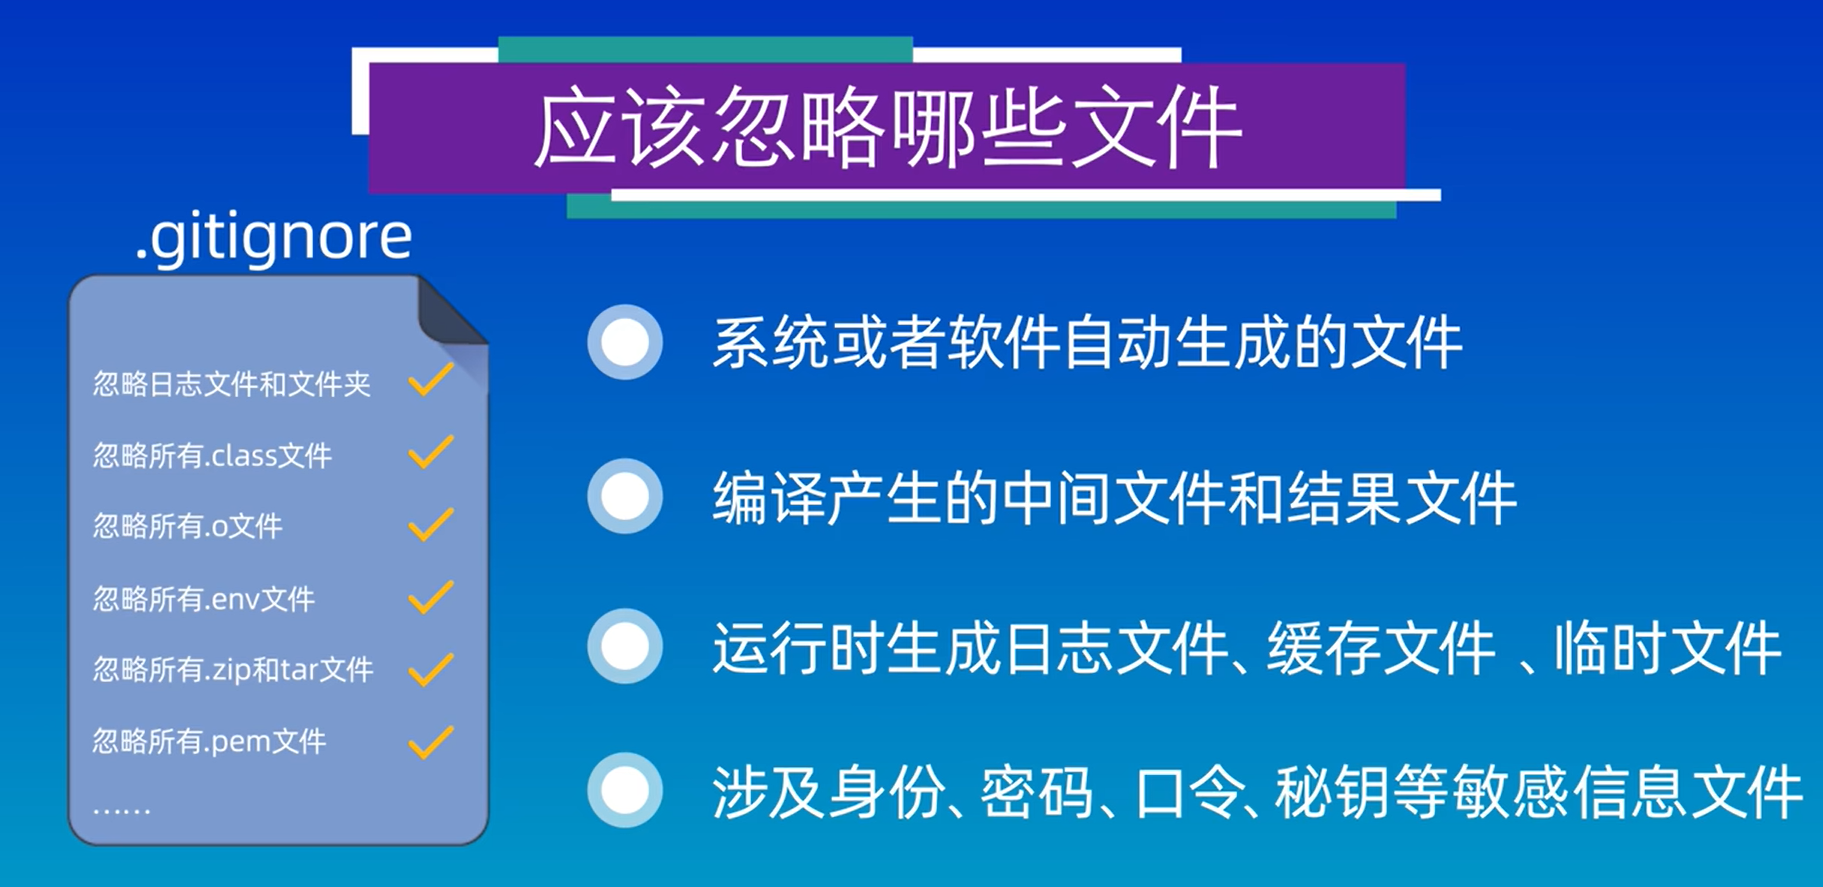 应该忽略哪些文件
.gitignore
忽略日志文件和文件夹
忽略所有.class文件
忽略所有.o文件
忽略所有.env文件
忽略所有.zip和tar文件
忽略所有.pem文件
......
系统或者软件自动生成的文件
编译产生的中间文件和结果文件
运行时生成日志文件、缓存文件 、临时文件
涉及身份、密码、口令、秘钥等敏感信息文件